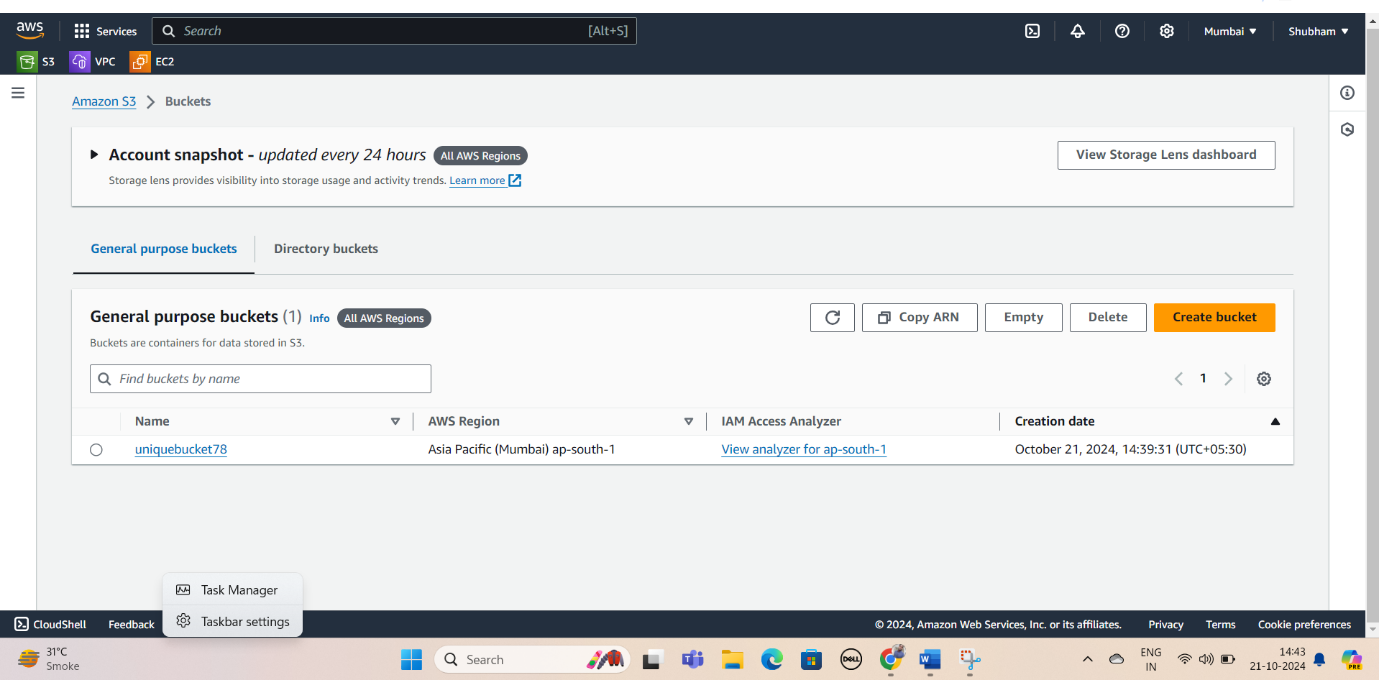 aws
Services
Search
[Alt+S]
Mumbai ▼
Shubham ▼
S3
VPC
EC2
Amazon S3 > Buckets
Account snapshot - updated every 24 hours All AWS Regions
Storage lens provides visibility into storage usage and activity trends. Learn more
View Storage Lens dashboard
General purpose buckets
Directory buckets
General purpose buckets (1) Info All AWS Regions
Buckets are containers for data stored in S3.
Copy ARN
Empty
Delete
Create bucket
Find buckets by name
1
Name
AWS Region
IAM Access Analyzer
Creation date
uniquebucket78
Asia Pacific (Mumbai) ap-south-1
View analyzer for ap-south-1
October 21, 2024, 14:39:31 (UTC+05:30)
Task Manager
Taskbar settings
CloudShell
Feedback
© 2024, Amazon Web Services, Inc. or its affiliates.
Privacy
Terms
Cookie preferences
31°C
Smoke
Search
DELL
ENG
IN
14:43
21-10-2024
PRE